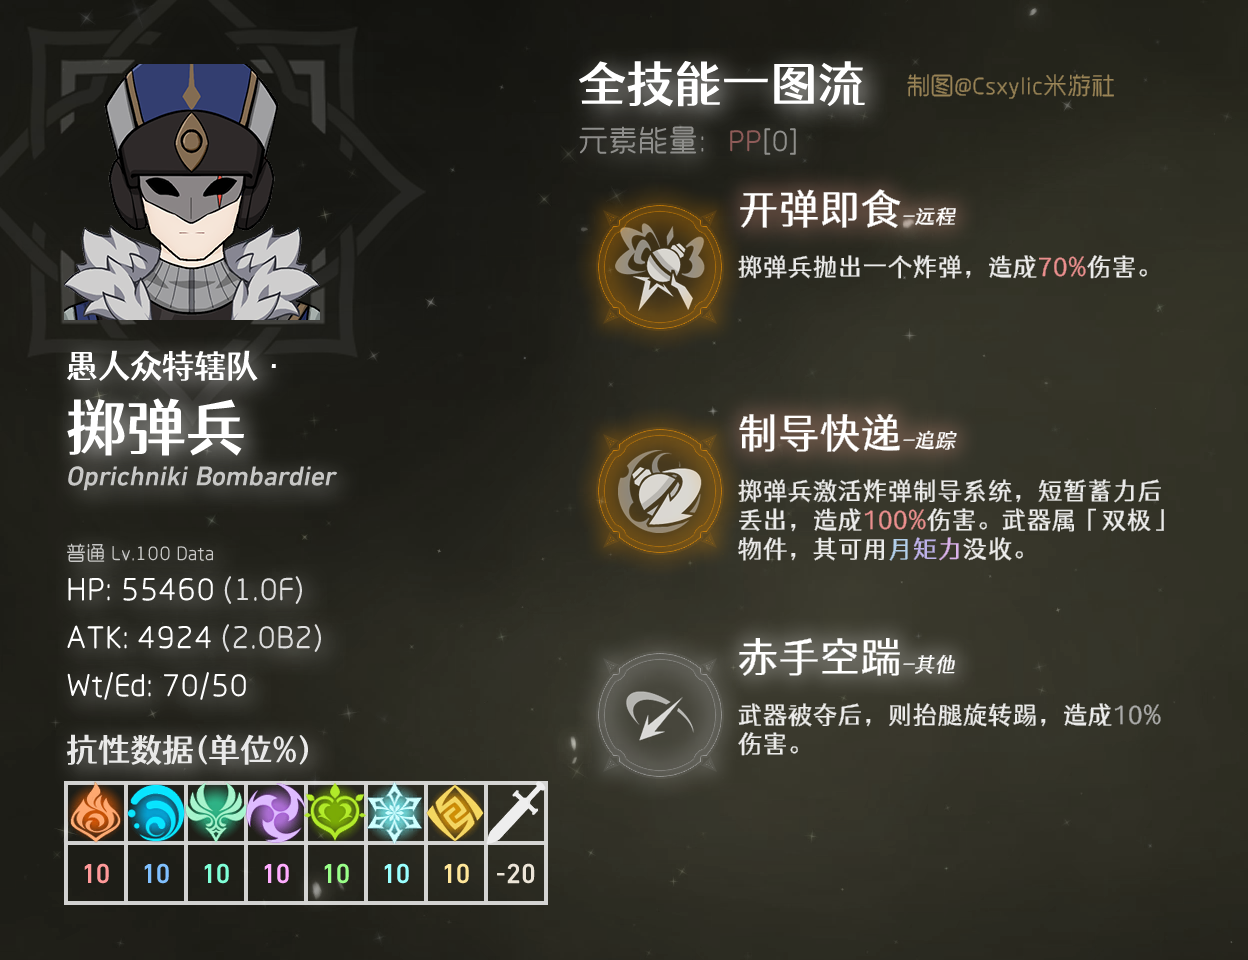 全技能一图流
制图@Csxylic米游社
元素能量： PP[0]
开弹即食-远程
掷弹兵抛出一个炸弹，造成70%伤害。
制导快递-追踪
掷弹兵激活炸弹制导系统，短暂蓄力后
丢出，造成100%伤害。武器属「双极」
物件，其可用月矩力没收。
赤手空踹-其他
武器被夺后，则抬腿旋转踢，造成10%
伤害。
愚人众特辖队·
掷弹兵
Oprichniki Bombardier
普通 Lv.100 Data
HP: 55460 (1.0F)
ATK: 4924 (2.0B2)
Wt/Ed: 70/50
抗性数据(单位%)
10 10 10 10 10 10 10 -20